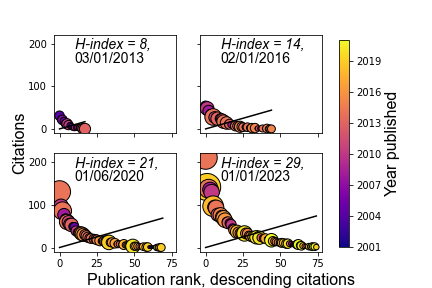 H-index = 8,
03/01/2013
H-index = 14,
02/01/2016
200
100
0
2019
2016
2013
2010
2007
2004
2001
Year published
Citations
H-index = 21,
01/06/2020
H-index = 29,
01/01/2023
200
100
0
0 25 50 75
0 25 50 75
Publication rank, descending citations